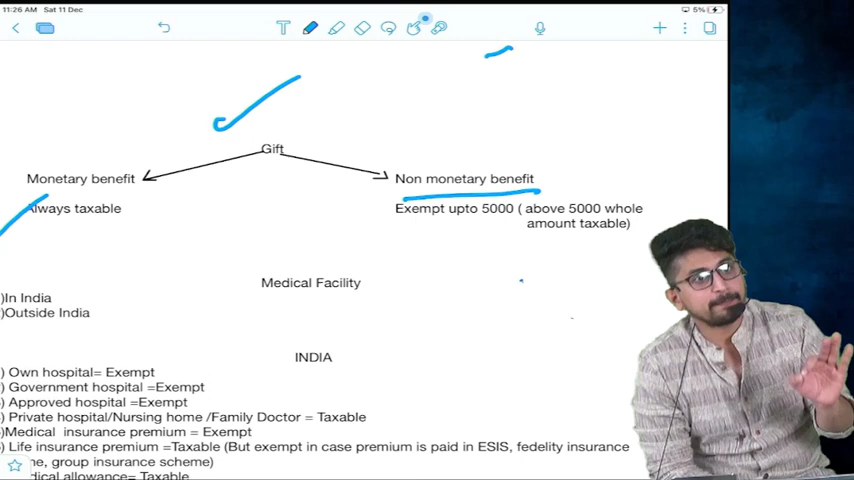 11:26 AM Sat 11 Dec 5%
T
Gift
Monetary benefit
Non monetary benefit
Always taxable
Exempt upto 5000 ( above 5000 whole
amount taxable)
Medical Facility
)In India
)Outside India
INDIA
) Own hospital= Exempt
) Government hospital =Exempt
) Approved hospital =Exempt
) Private hospital/Nursing home /Family Doctor = Taxable
)Medical insurance premium = Exempt
) Life insurance premium =Taxable (But exempt in case premium is paid in ESIS, fedelity insurance
ne, group insurance scheme)
dical allowance= Taxable